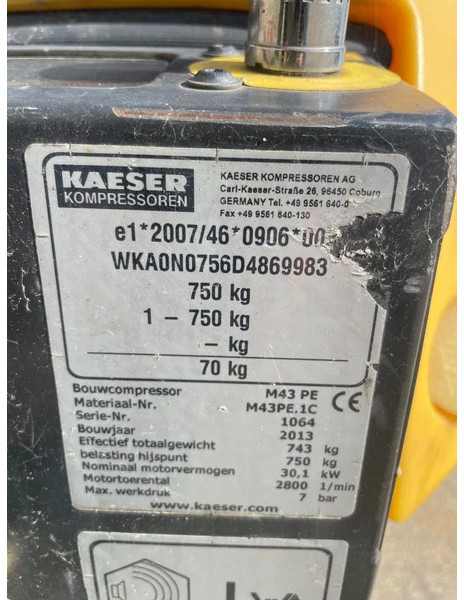 KAESER
KOMPRESSOREN
KAESER KOMPRESSOREN AG
Carl-Kaeser-Straße 26, 96450 Coburg
GERMANY Tel. +49 9561 640-0
Fax +49 9561 640-130
e1*2007/46*0906*00
WKA0N0756D4869983
750 kg
1 – 750 kg
– kg
70 kg
Bouwcompressor M43 PE
Materiaal-Nr. M43PE.1C
Serie-Nr. 1064
Bouwjaar 2013
Effectief totaalgewicht 743 kg
belasting hijspunt 750 kg
Nominaal motorvermogen 30,1 kW
Motortoerental 2800 1/min
Max. werkdruk 7 bar
CE
www.kaeser.com